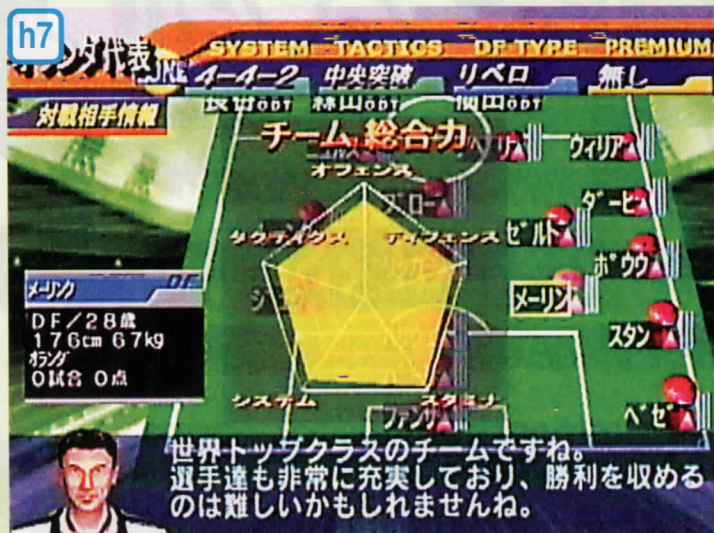 h7
オランダ代表
LINE
SYSTEM TACTICS DF TYPE PREMIUM
4-4-2 中央突破 リベロ 無し
対戦相手情報
チーム 総合力
オフェンス
タクティクス
ディフェンス
システム
スタミナ
ウィリア
ダービ
ゼルト
ボウウ
メーリン
スタン
ベゼ
ファンリ
メーリンク DF
DF/28歳
176cm 67kg
オランダ
0試合 0点
世界トップクラスのチームですね。
選手達も非常に充実しており、勝利を収める
のは難しいかもしれませんね。